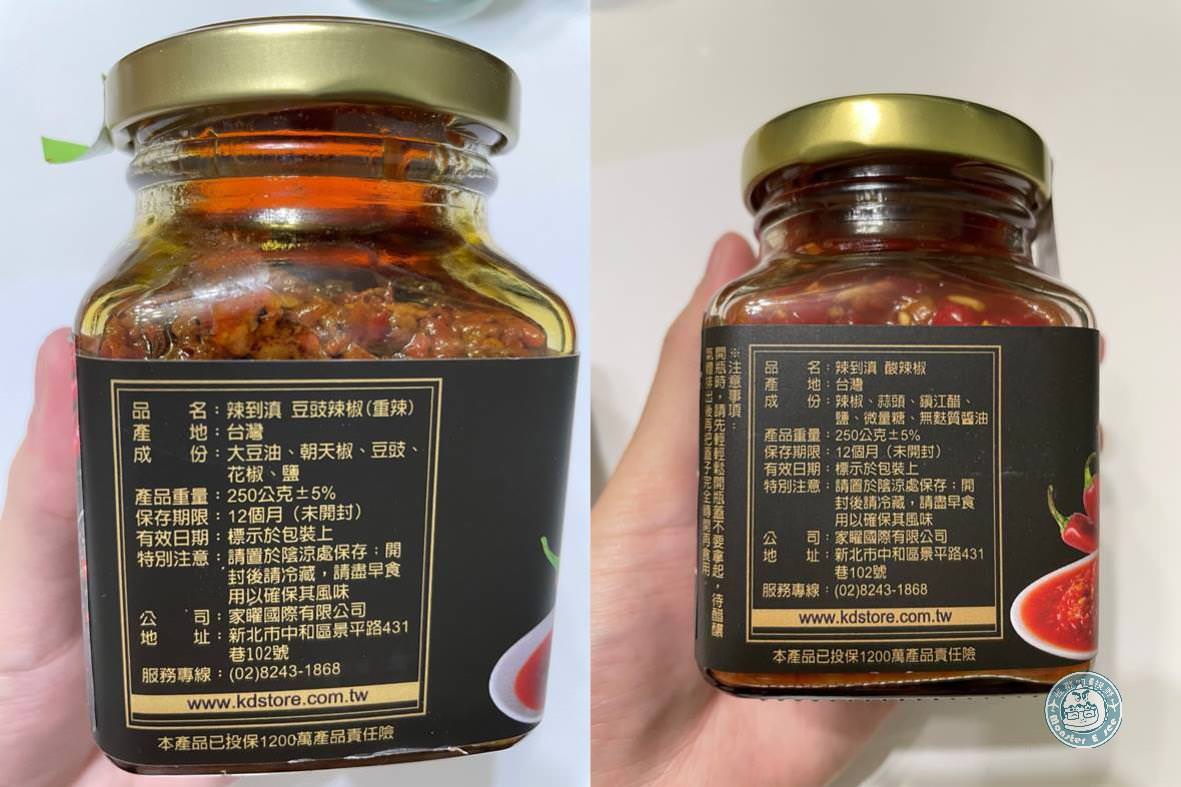 品　　名：辣到滇 豆豉辣椒(重辣)
產　　地：台灣
成　　份：大豆油、朝天椒、豆豉、
花椒、鹽
產品重量：250公克±5%
保存期限：12個月（未開封）
有效日期：標示於包裝上
特別注意：請置於陰涼處保存；開
封後請冷藏，請盡早食
用以確保其風味
公　　司：家曜國際有限公司
地　　址：新北市中和區景平路431
巷102號
服務專線：(02)8243-1868
www.kdstore.com.tw
本產品已投保1200萬產品責任險
※注意事項：
開瓶時，請先輕輕鬆開瓶蓋不要拿起，待醋釀
氣體排出後再把蓋子完全轉開再食用。
品　　名：辣到滇 酸辣椒
產　　地：台灣
成　　份：辣椒、蒜頭、鎮江醋、
鹽、微量糖、無麩質醬油
產品重量：250公克±5%
保存期限：12個月（未開封）
有效日期：標示於包裝上
特別注意：請置於陰涼處保存；開
封後請冷藏，請盡早食
用以確保其風味
公　　司：家曜國際有限公司
地　　址：新北市中和區景平路431
巷102號
服務專線：(02)8243-1868
www.kdstore.com.tw
本產品已投保1200萬產品責任險
Monster E see